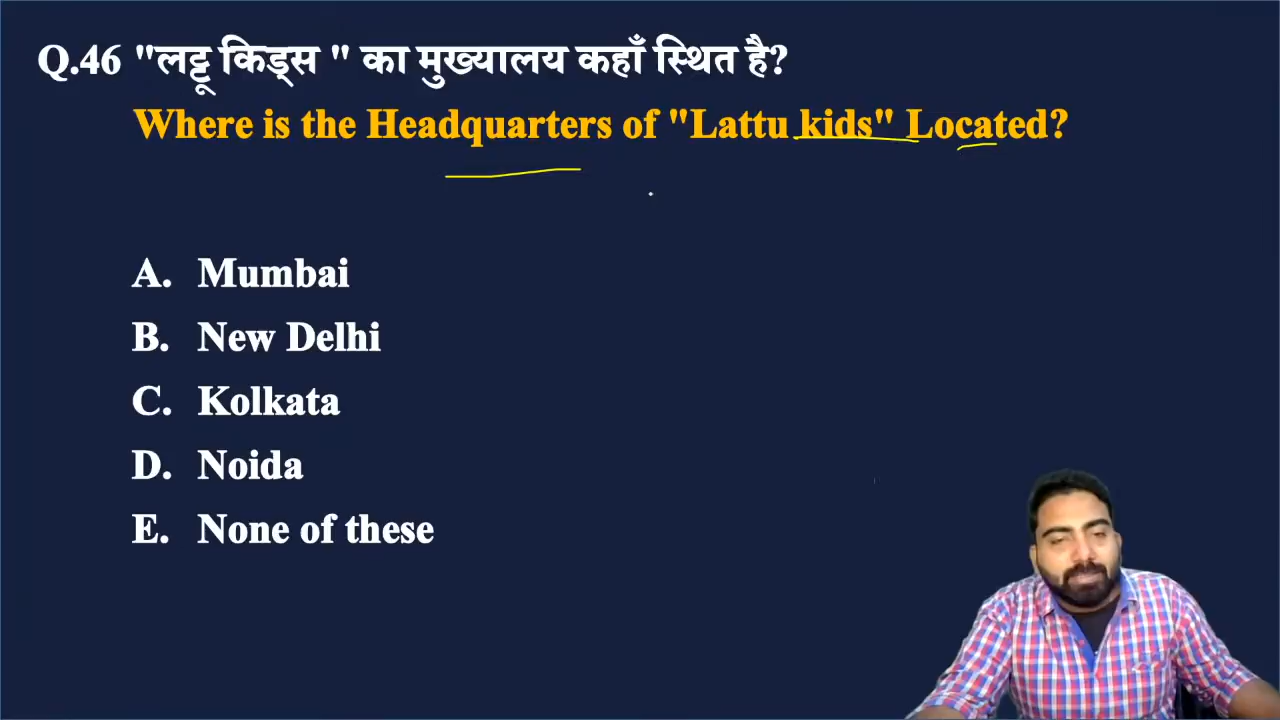 Q.46 "लट्टू किड्स " का मुख्यालय कहाँ स्थित है?
Where is the Headquarters of "Lattu kids" Located?
A. Mumbai
B. New Delhi
C. Kolkata
D. Noida
E. None of these